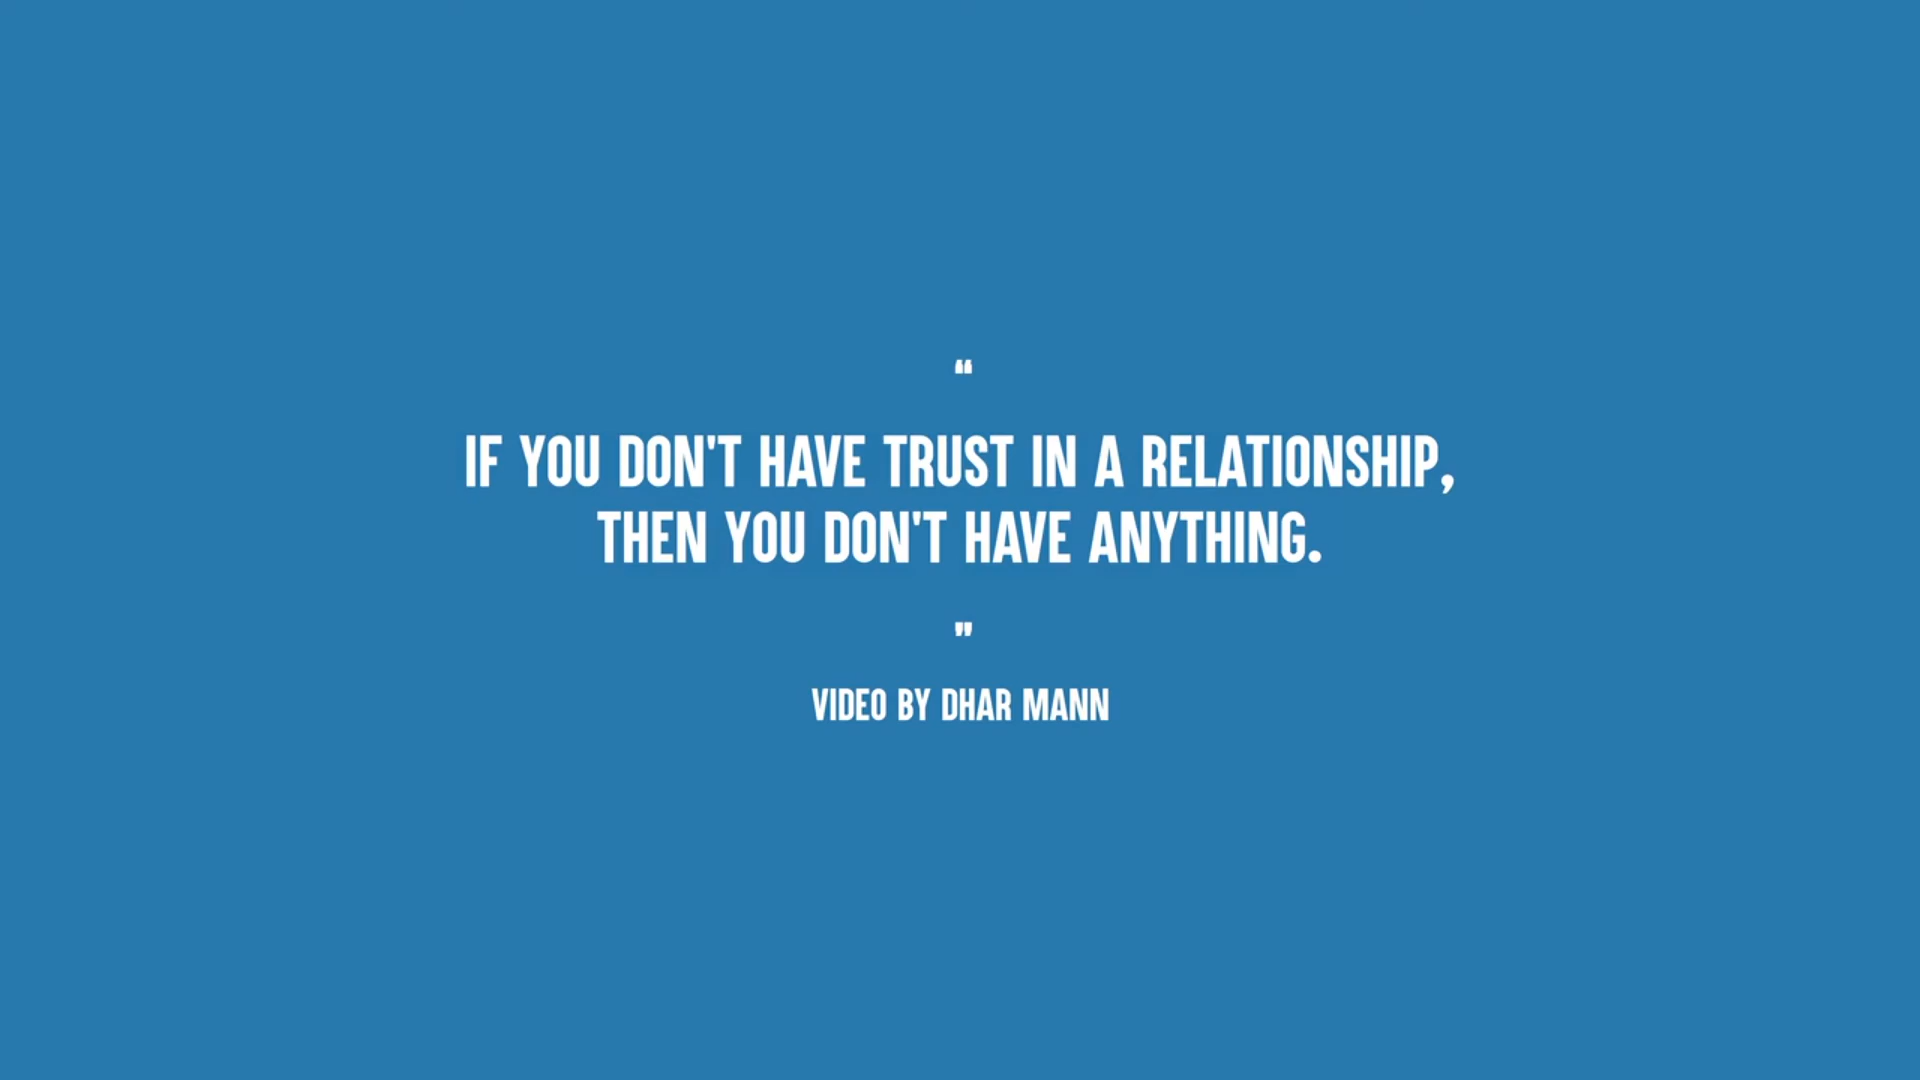 “
IF YOU DON'T HAVE TRUST IN A RELATIONSHIP,
THEN YOU DON'T HAVE ANYTHING.
”
VIDEO BY DHAR MANN